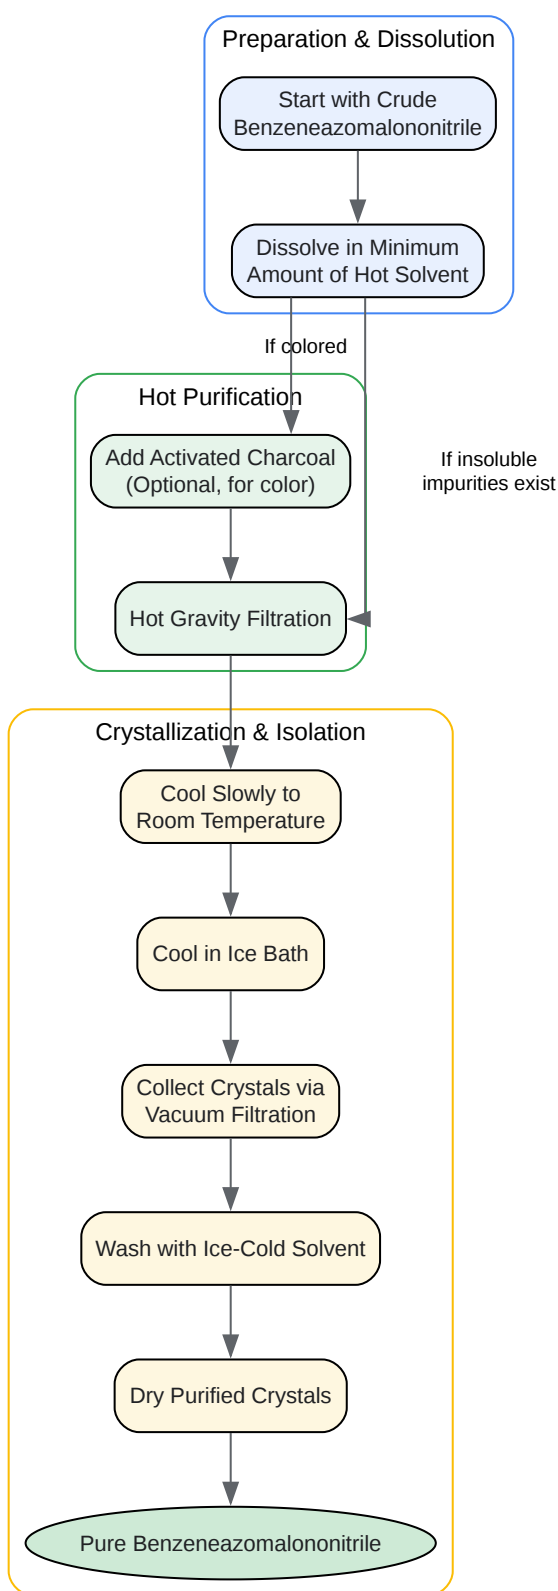 Preparation & Dissolution
Start with Crude
Benzeneazomalononitrile
Dissolve in Minimum
Amount of Hot Solvent
If colored
Hot Purification
Add Activated Charcoal
(Optional, for color)
If insoluble
impurities exist
Hot Gravity Filtration
Crystallization & Isolation
Cool Slowly to
Room Temperature
Cool in Ice Bath
Collect Crystals via
Vacuum Filtration
Wash with Ice-Cold Solvent
Dry Purified Crystals
Pure Benzeneazomalononitrile